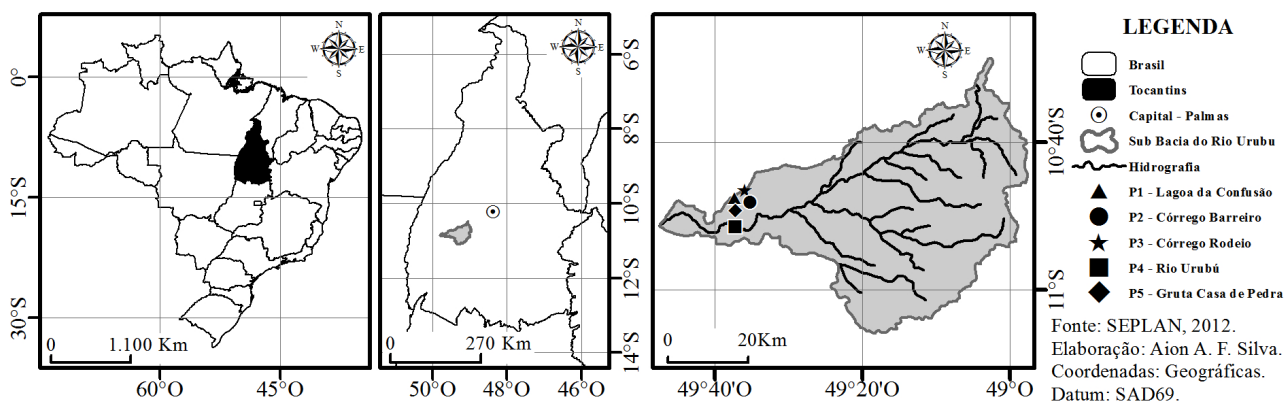 N
W E
S
0°
15°S
30°S
0 1.100 Km
60°O 45°O
N
W E
S
6°S
8°S
10°S
12°S
14°S
0 270 Km
50°O 48°O 46°O
N
W E
S
10°40'S
11°S
0 20Km
49°40'O 49°20'O 49°O
LEGENDA
Brasil
Tocantins
Capital - Palmas
Sub Bacia do Rio Urubu
Hidrografia
P1 - Lagoa da Confusão
P2 - Córrego Barreiro
P3 - Córrego Rodeio
P4 - Rio Urubú
P5 - Gruta Casa de Pedra
Fonte: SEPLAN, 2012.
Elaboração: Aion A. F. Silva.
Coordenadas: Geográficas.
Datum: SAD69.